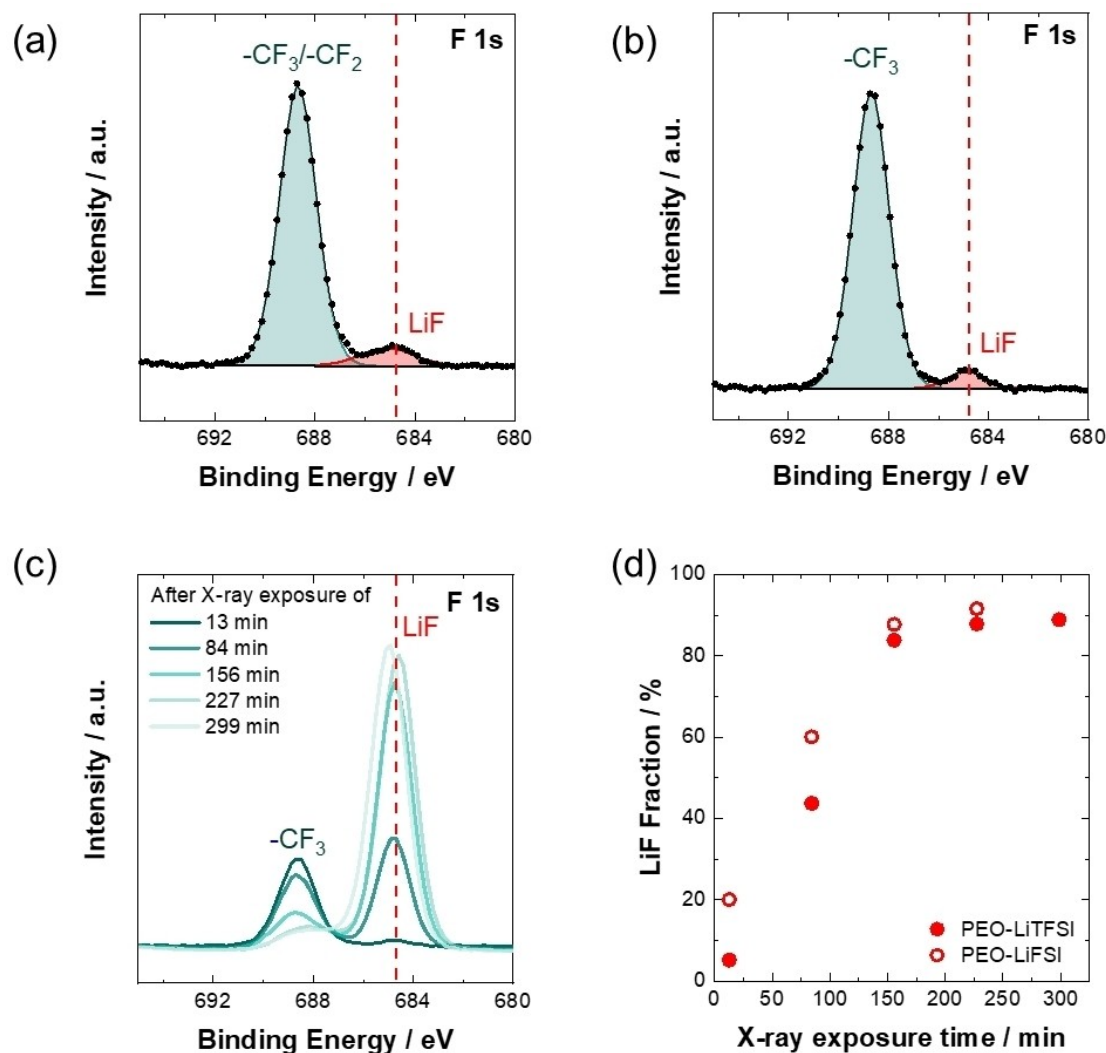 (a)
F 1s
-CF₃/-CF₂
LiF
Intensity / a.u.
692 688 684 680
Binding Energy / eV
(b)
F 1s
-CF₃
LiF
Intensity / a.u.
692 688 684 680
Binding Energy / eV
(c)
After X-ray exposure of
13 min
84 min
156 min
227 min
299 min
F 1s
LiF
-CF₃
Intensity / a.u.
692 688 684 680
Binding Energy / eV
(d)
100
80
60
40
20
0
LiF Fraction / %
PEO-LiTFSI
PEO-LiFSI
0 50 100 150 200 250 300
X-ray exposure time / min